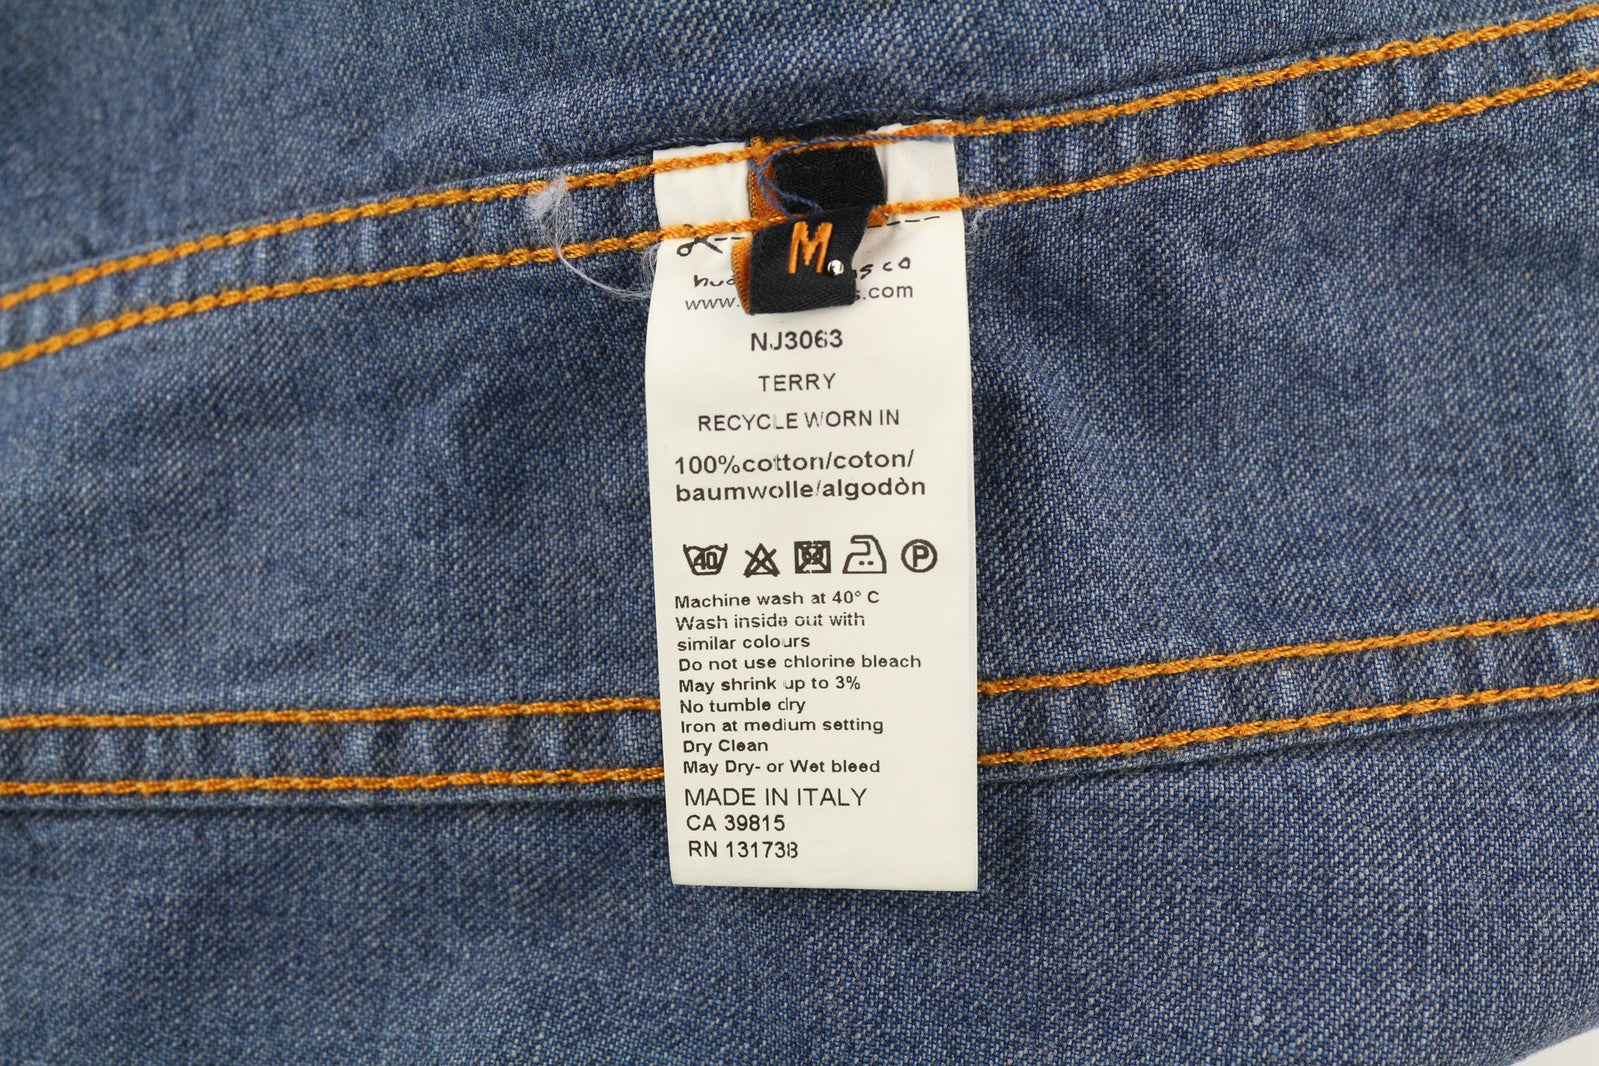 M.
www. s.com
NJ3063
TERRY
RECYCLE WORN IN
100%cotton/coton/
baumwolle/algodòn
40 P
Machine wash at 40° C
Wash inside out with
similar colours
Do not use chlorine bleach
May shrink up to 3%
No tumble dry
Iron at medium setting
Dry Clean
May Dry- or Wet bleed
MADE IN ITALY
CA 39815
RN 131738